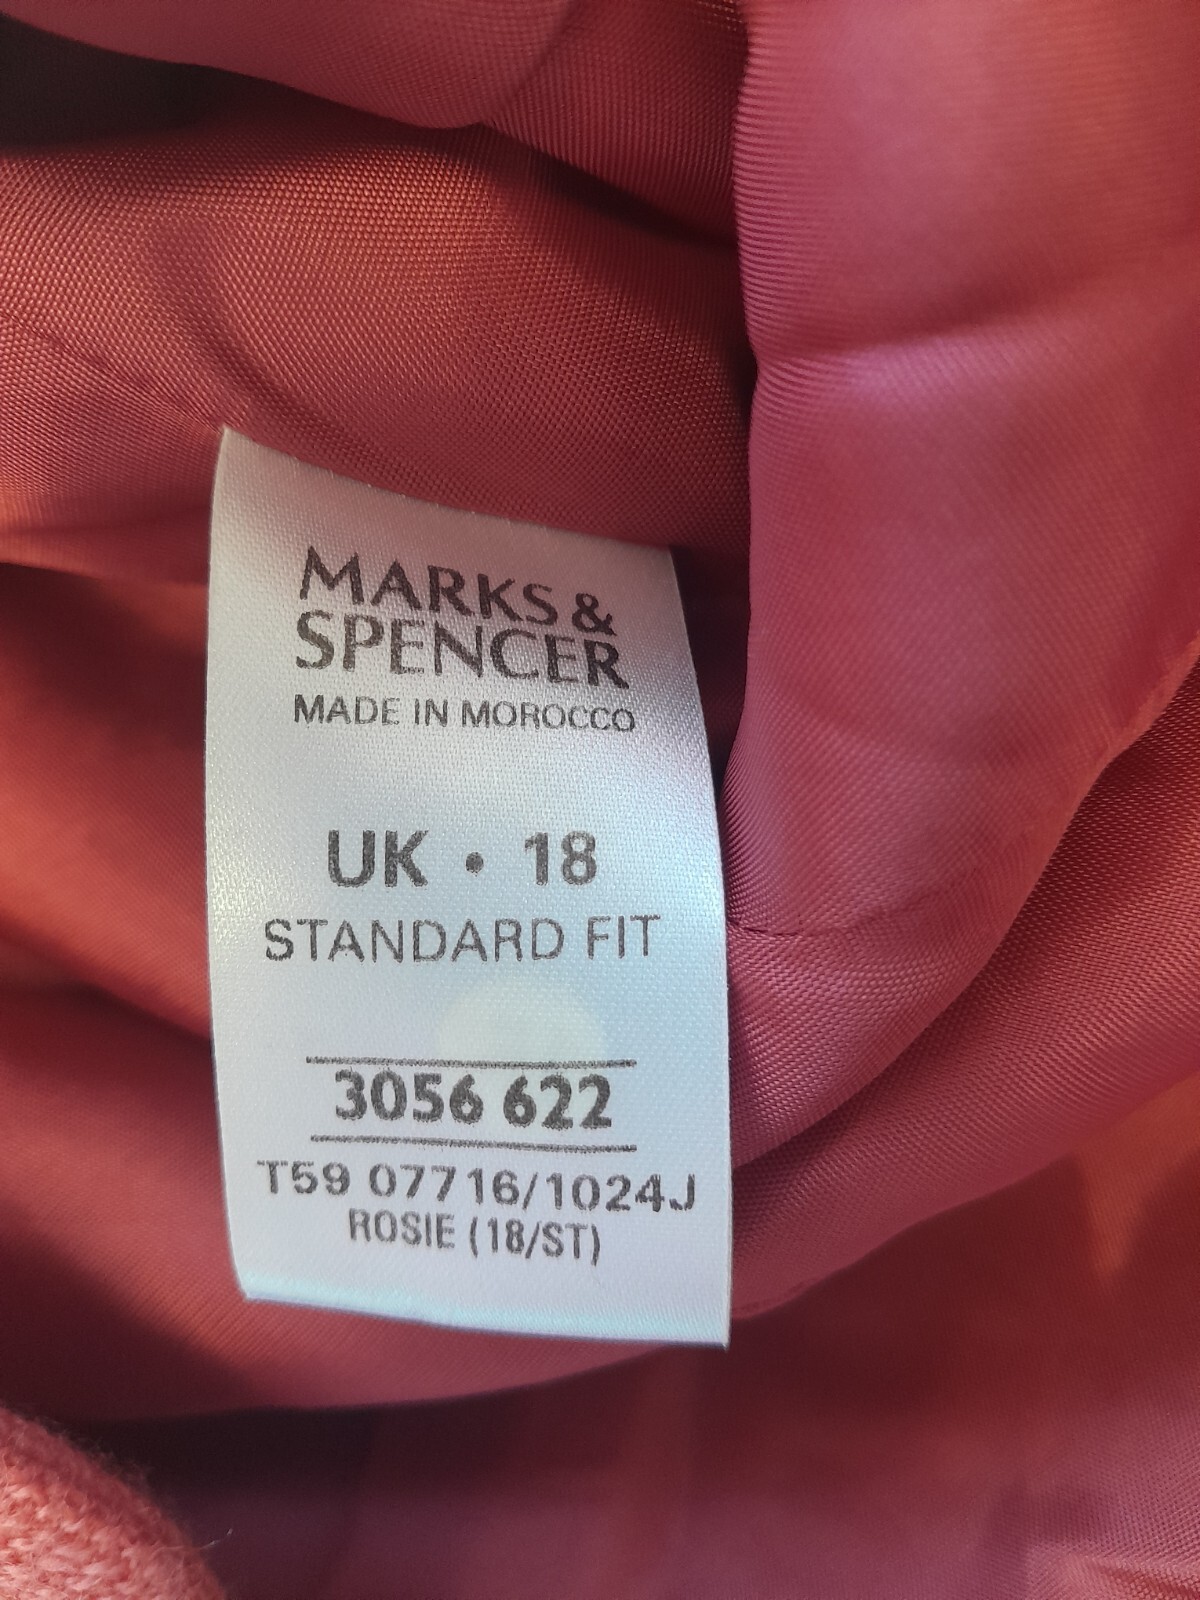 MARKS &
SPENCER
MADE IN MOROCCO
UK • 18
STANDARD FIT
3056 622
T59 07716/1024J
ROSIE (18/ST)